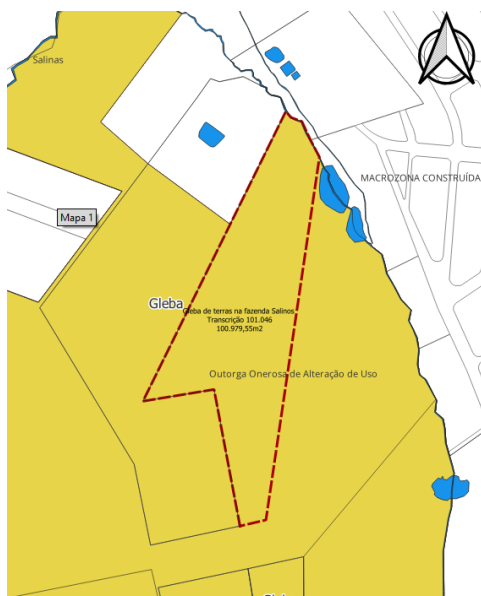 Salinas
MACROZONA CONSTRUÍDA
Mapa 1
Gleba
Gleba de terras na fazenda Salinos
Transcrição 101.046
100.979,55m2
Outorga Onerosa de Alteração de Uso